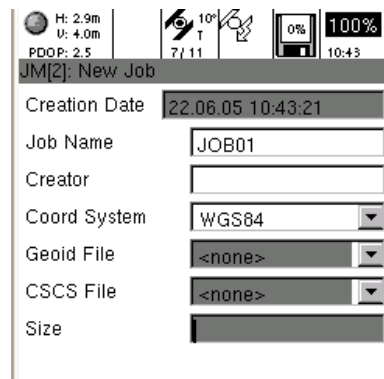 H: 2.9m
V: 4.0m
PDOP: 2.5
10°
T
7/11
0%
100%
10:43
JM[2]: New Job
Creation Date 22.06.05 10:43:21
Job Name JOB01
Creator
Coord System WGS84
Geoid File <none>
CSCS File <none>
Size